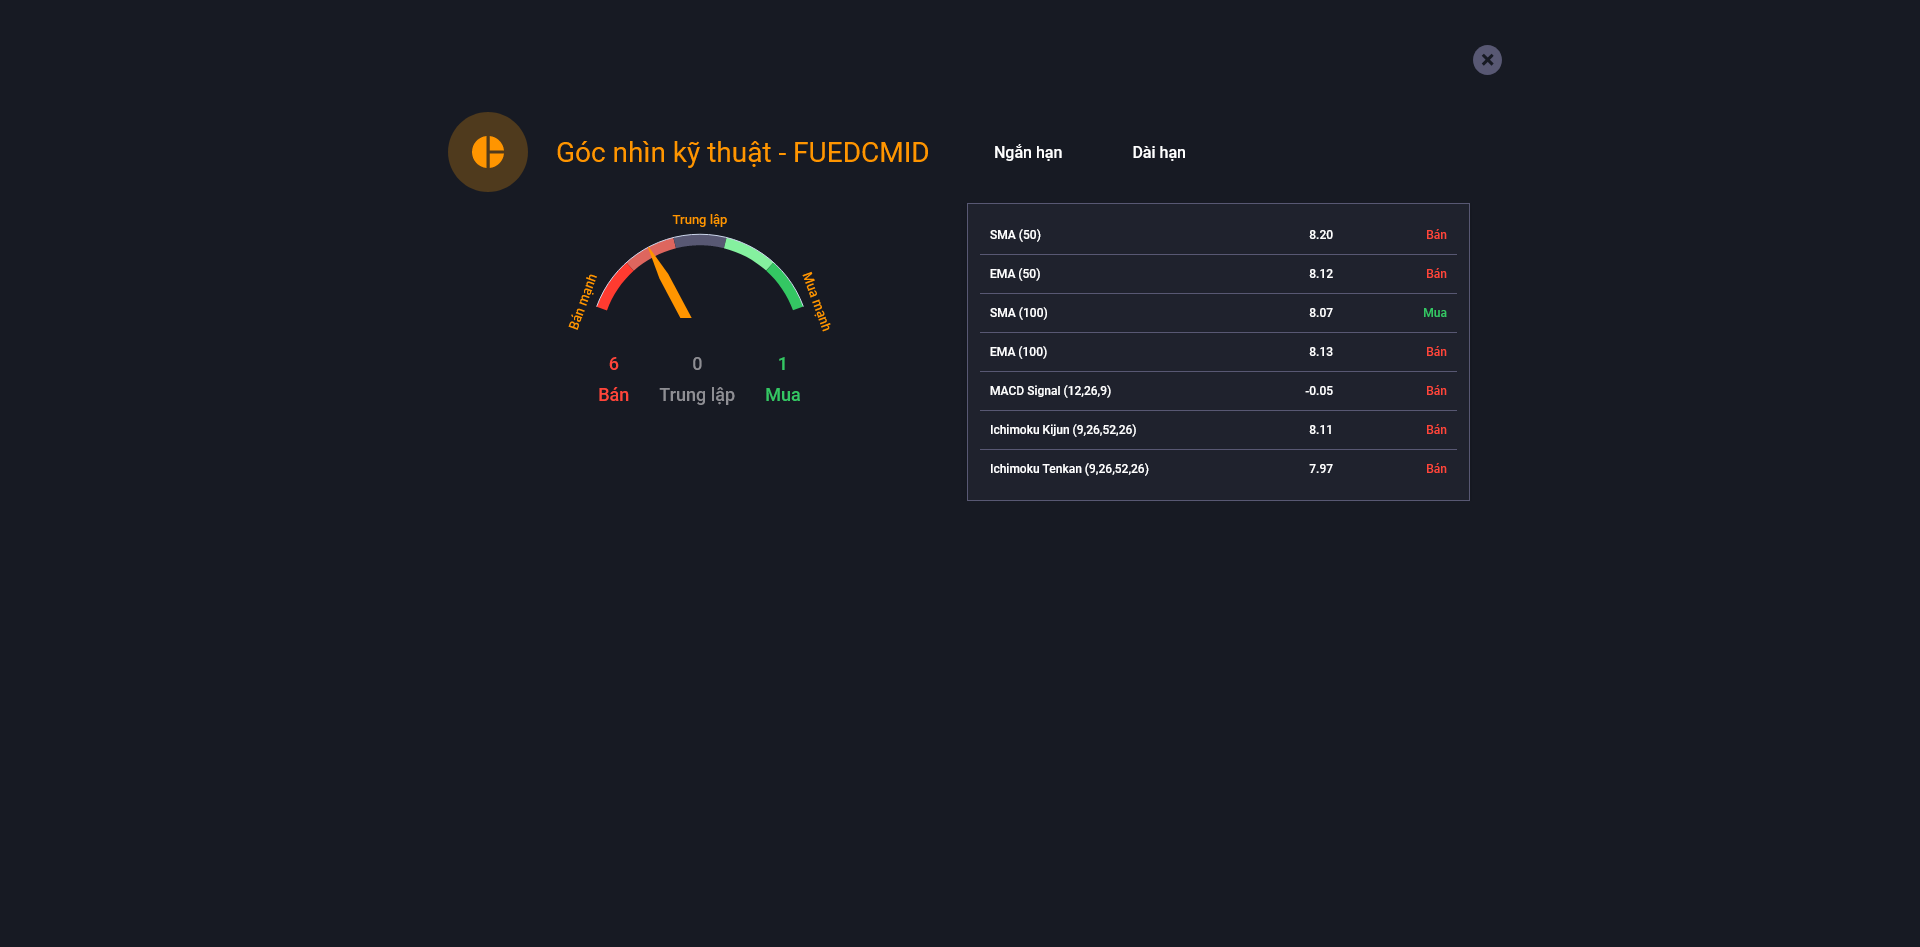 Góc nhìn kỹ thuật - FUEDCMID
Ngắn hạn
Dài hạn
Trung lập
Bán mạnh
Mua mạnh
6 0 1
Bán Trung lập Mua
SMA (50) 8.20 Bán
EMA (50) 8.12 Bán
SMA (100) 8.07 Mua
EMA (100) 8.13 Bán
MACD Signal (12,26,9) -0.05 Bán
Ichimoku Kijun (9,26,52,26) 8.11 Bán
Ichimoku Tenkan (9,26,52,26) 7.97 Bán